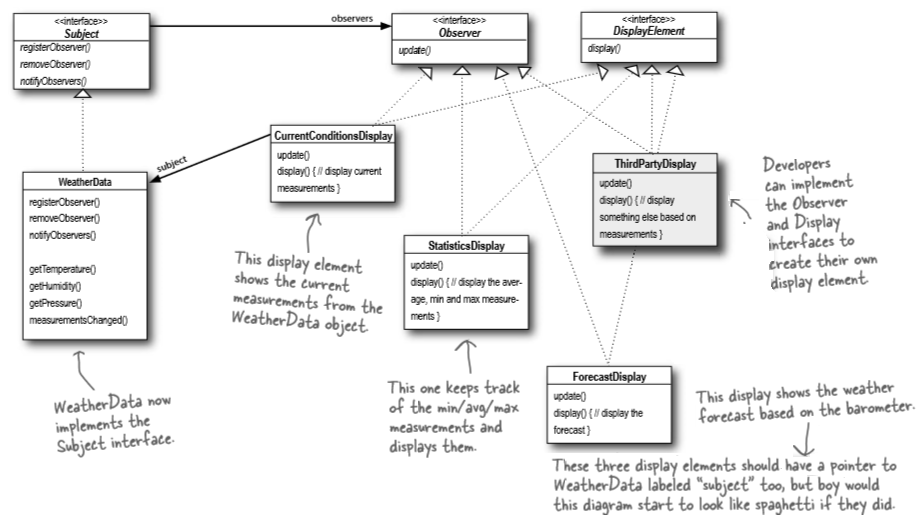 <<interface>>
Subject
registerObserver()
removeObserver()
notifyObservers()
observers
<<interface>>
Observer
update()
<<interface>>
DisplayElement
display()
subject
WeatherData
registerObserver()
removeObserver()
notifyObservers()
getTemperature()
getHumidity()
getPressure()
measurementsChanged()
CurrentConditionsDisplay
update()
display() { // display current
measurements }
ThirdPartyDisplay
update()
display() { // display
something else based on
measurements }
Developers
can implement
the Observer
and Display
interfaces to
create their own
display element.
This display element
shows the current
measurements from the
WeatherData object.
StatisticsDisplay
update()
display() { // display the aver-
age, min and max measure-
ments }
WeatherData now
implements the
Subject interface.
This one keeps track
of the min/avg/max
measurements and
displays them.
ForecastDisplay
update()
display() { // display the
forecast }
This display shows the weather
forecast based on the barometer.
These three display elements should have a pointer to
WeatherData labeled “subject” too, but boy would
this diagram start to look like spaghetti if they did.